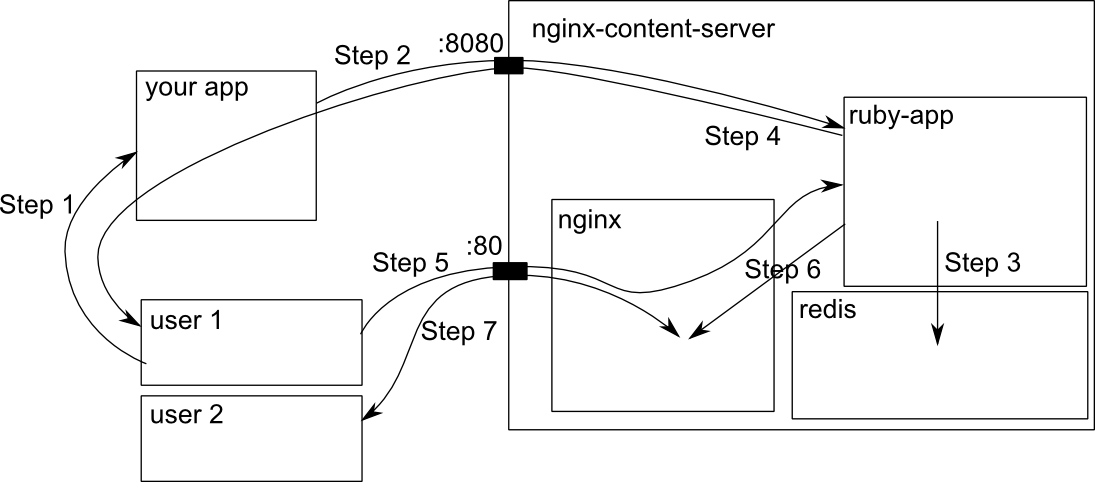 nginx-content-server
:8080
Step 2
your app
ruby-app
Step 4
Step 1
nginx
:80
Step 5
Step 6
Step 3
redis
user 1
Step 7
user 2